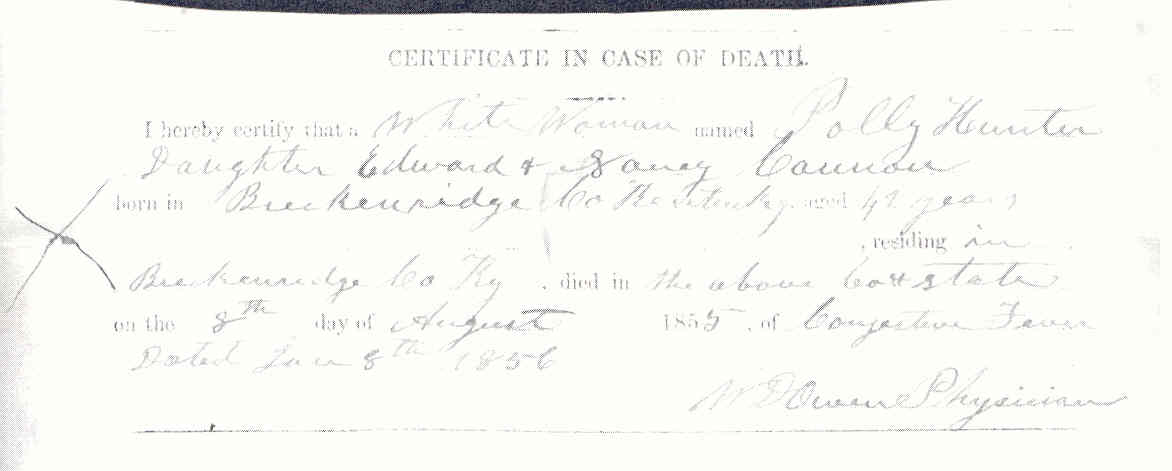 CERTIFICATE IN CASE OF DEATH.
I hereby certify that a White Woman named Polly Hunter
Daughter Edward & Nancy Cannon
born in Breckenridge Co Kentucky, aged 42 years
, residing in
Breckenridge Co Ky , died in the above Co & state
on the 8th day of August 1855, of Congestive Fever
Dated 8th 1856
W D Owen Physician